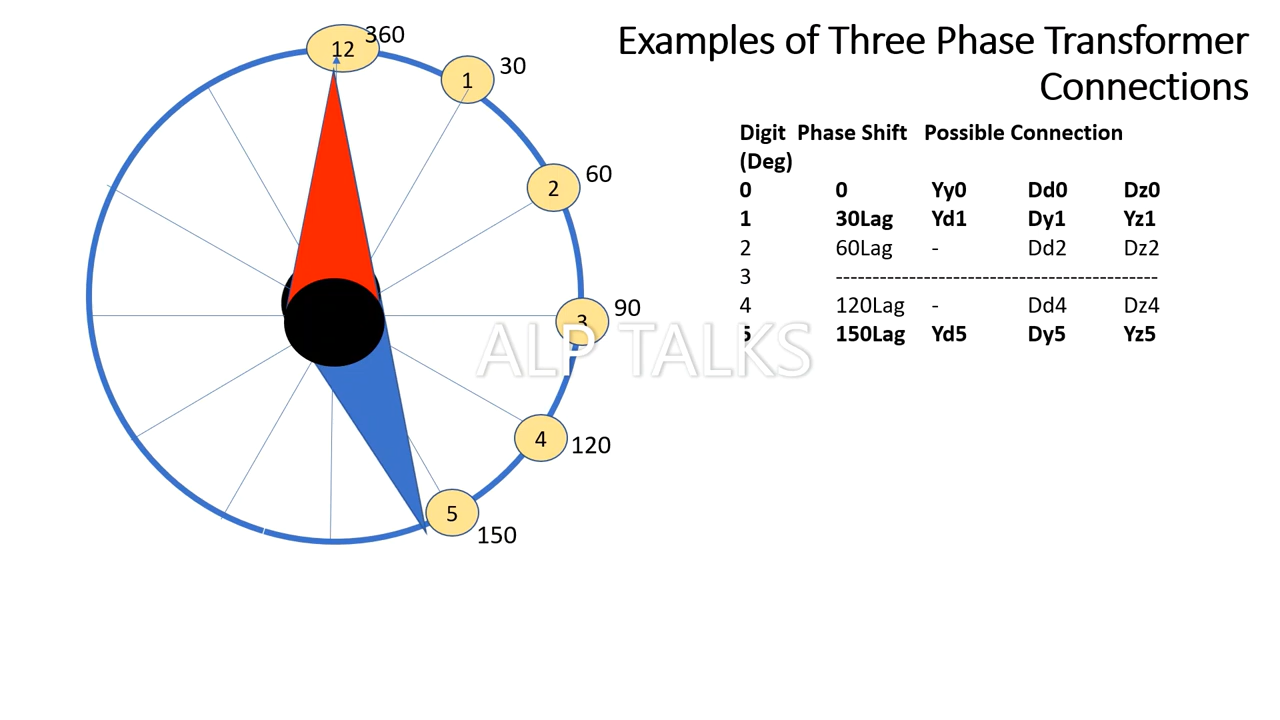 Examples of Three Phase Transformer
Connections
12 360
1 30
2 60
3 90
4 120
5 150
Digit Phase Shift Possible Connection
(Deg)
0 0 Yy0 Dd0 Dz0
1 30Lag Yd1 Dy1 Yz1
2 60Lag - Dd2 Dz2
3 --------------------------------------------
4 120Lag - Dd4 Dz4
5 150Lag Yd5 Dy5 Yz5
ALP TALKS